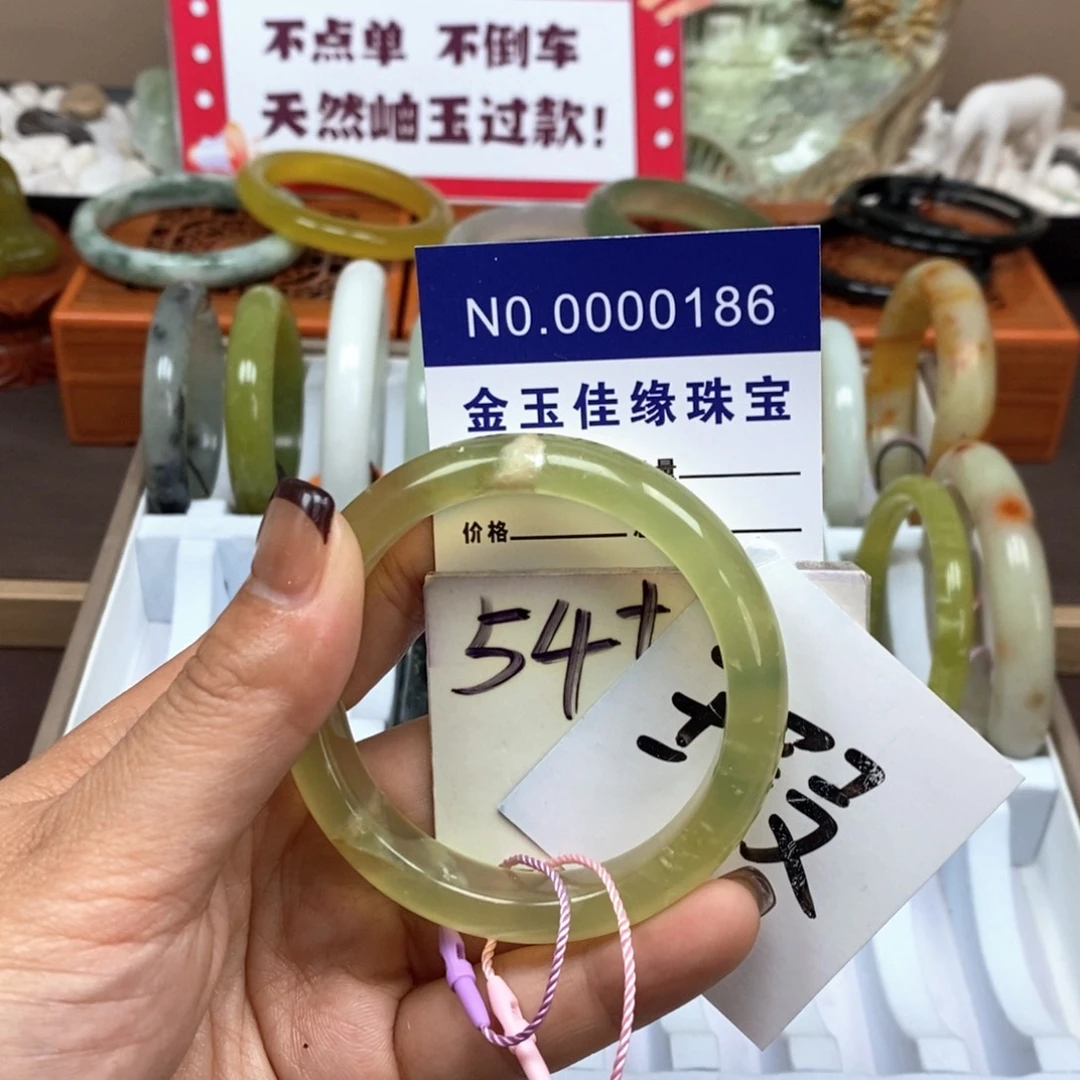 不点单 不倒车
天然岫玉过款!
N0.0000186
金玉佳缘珠宝
量
价格
54+